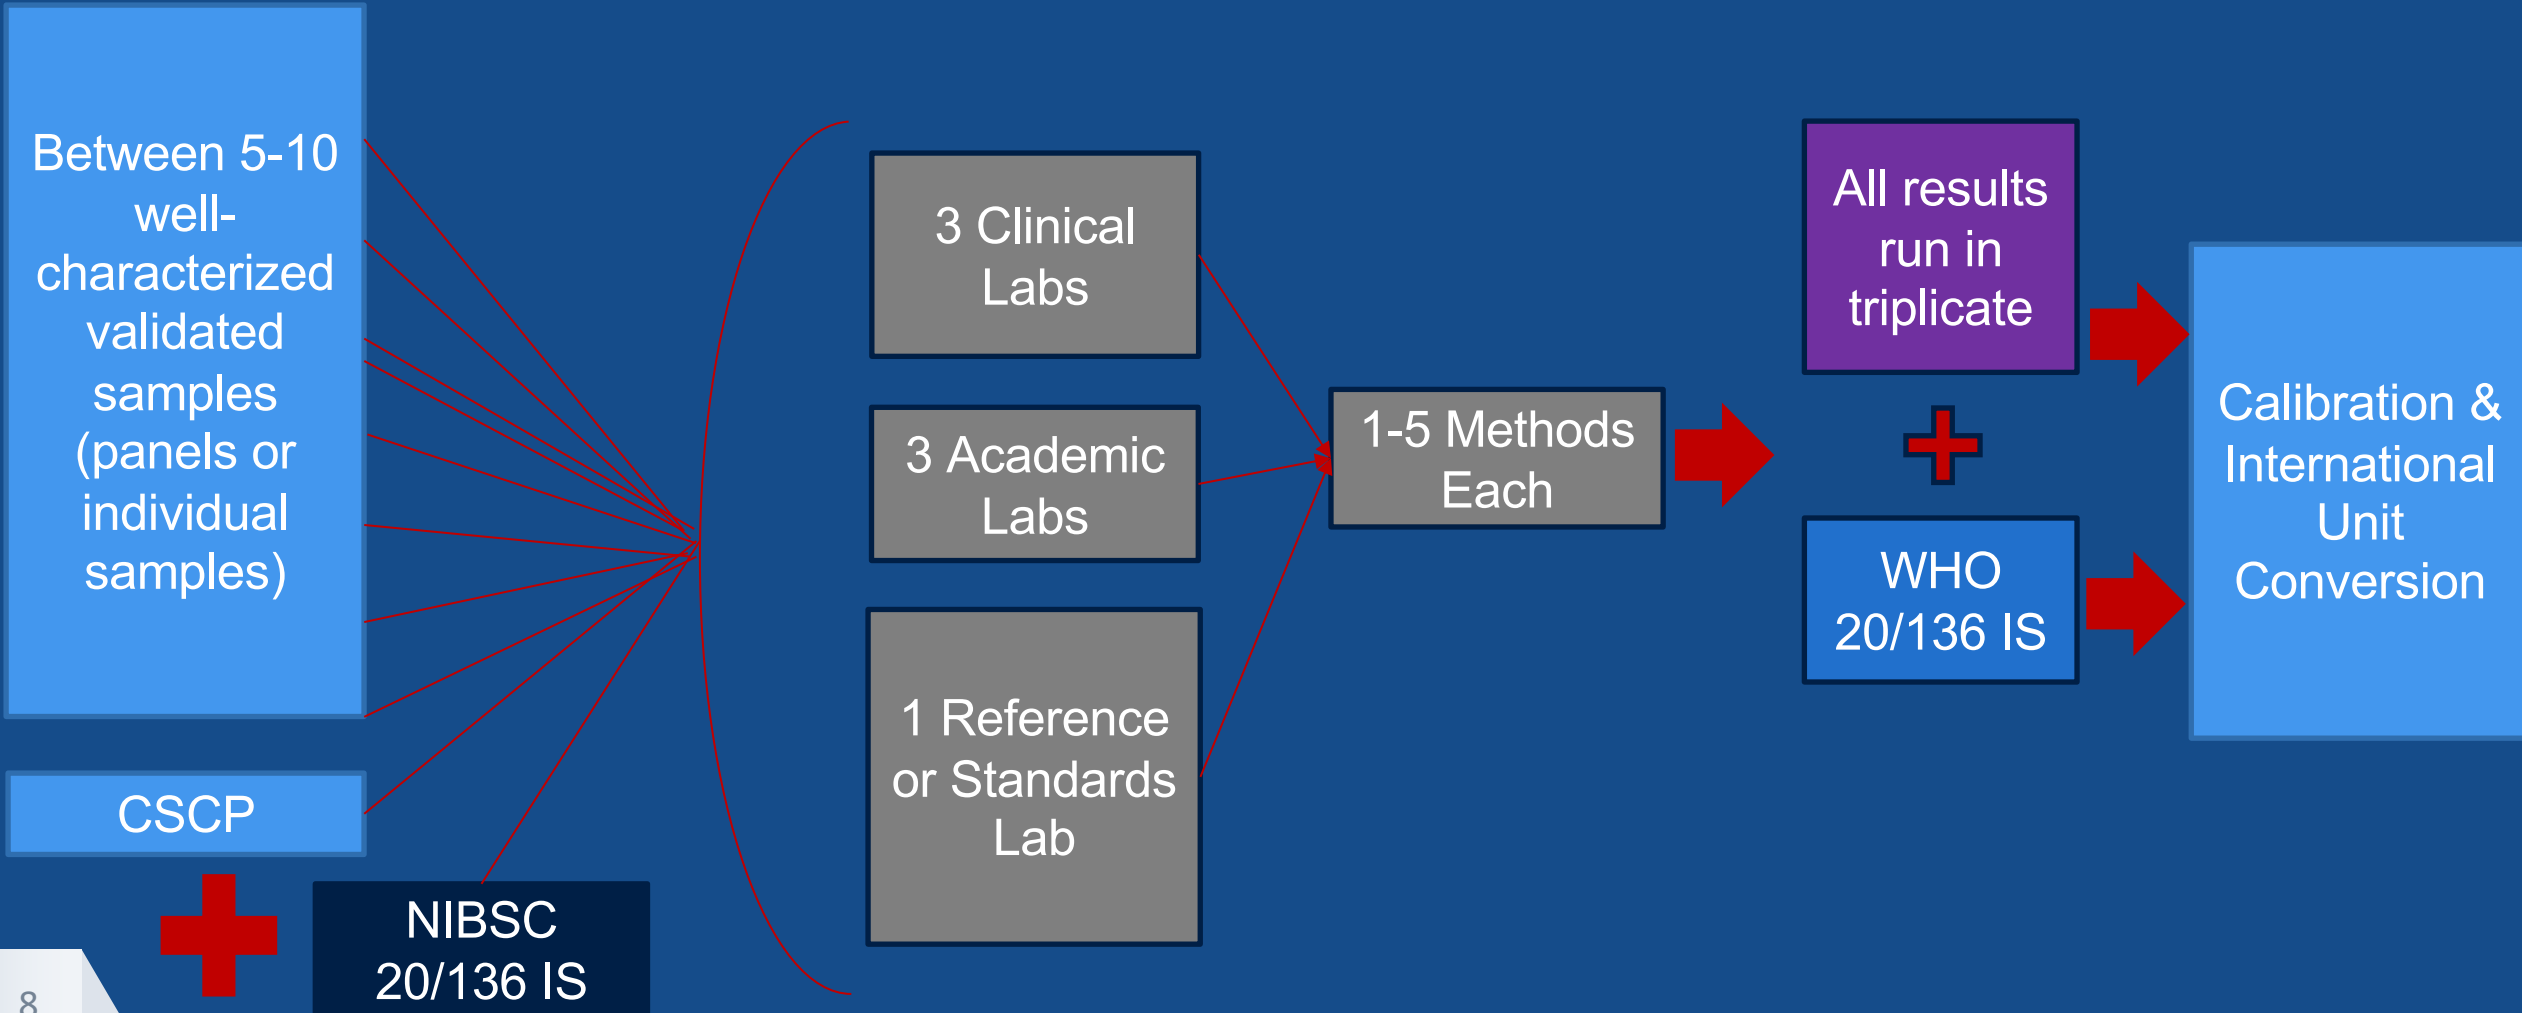 Between 5-10
well-
characterized
validated
samples
(panels or
individual
samples)
CSCP
NIBSC
20/136 IS
3 Clinical
Labs
3 Academic
Labs
1 Reference
or Standards
Lab
1-5 Methods
Each
All results
run in
triplicate
WHO
20/136 IS
Calibration &
International
Unit
Conversion
8